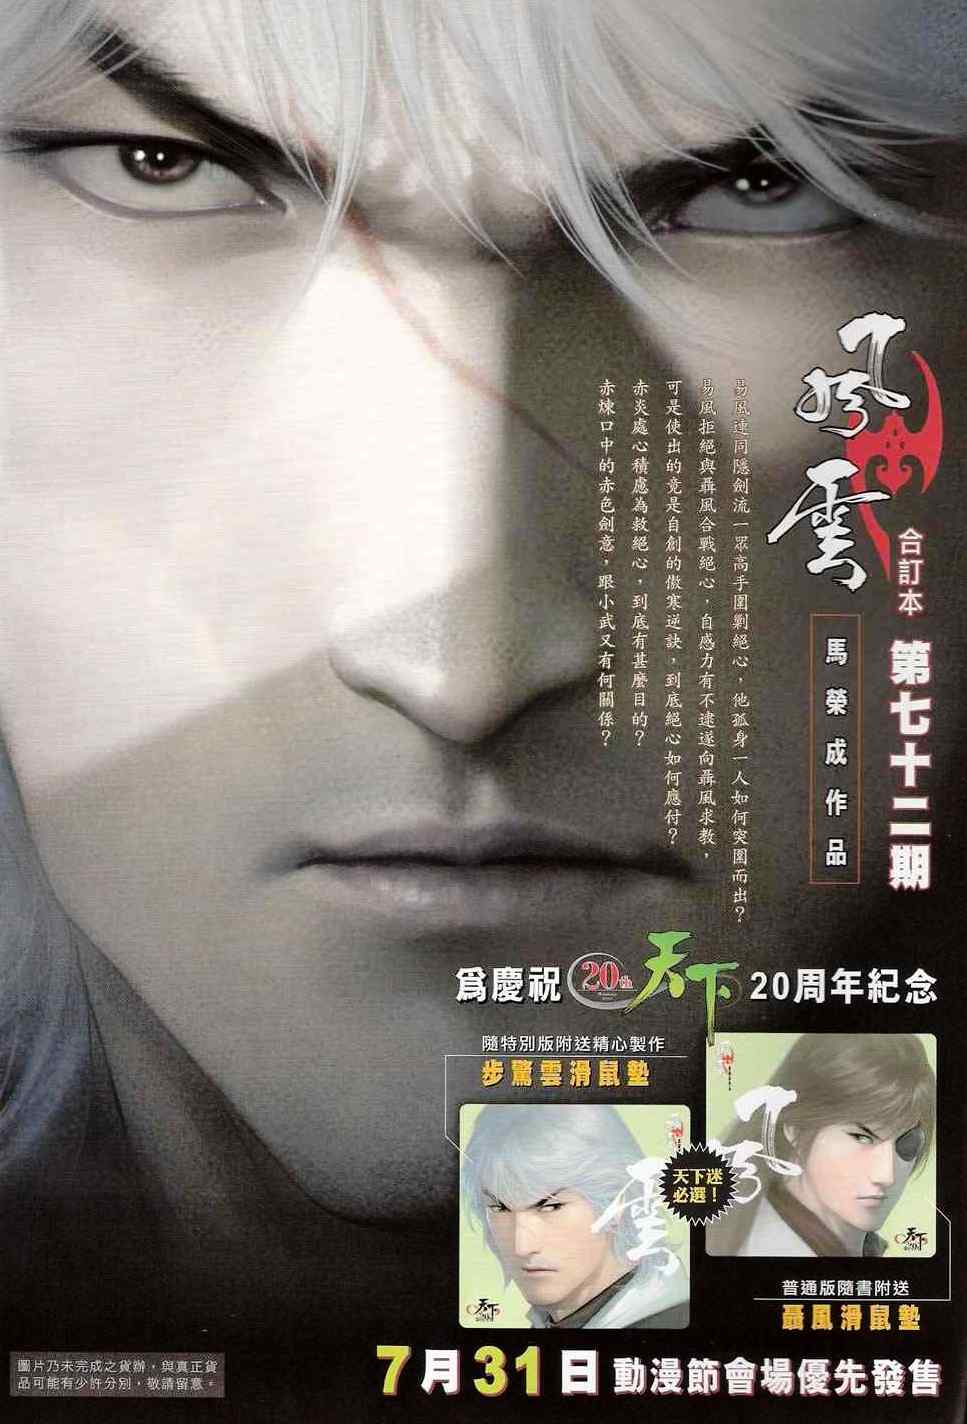 風雲
合訂本
第七十二期
馬榮成作品
易風連同隱劍流一眾高手圍剿絕心，他孤身一人如何突圍而出？
易風拒絕與聶風合戰絕心，自感力有不逮遂向聶風求教，
可是使出的竟是自創的傲寒逆訣，到底絕心如何應付？
赤炎處心積慮為救絕心，到底有甚麼目的？
赤煉口中的赤色劍意，跟小武又有何關係？
為慶祝 20th 天下 20周年紀念
隨特別版附送精心製作
步驚雲滑鼠墊
風
雲
天下迷
必選！
天下
天下
普通版隨書附送
聶風滑鼠墊
7月31日 動漫節會場優先發售
圖片乃未完成之貨辦，與真正貨
品可能有少許分別，敬請留意。